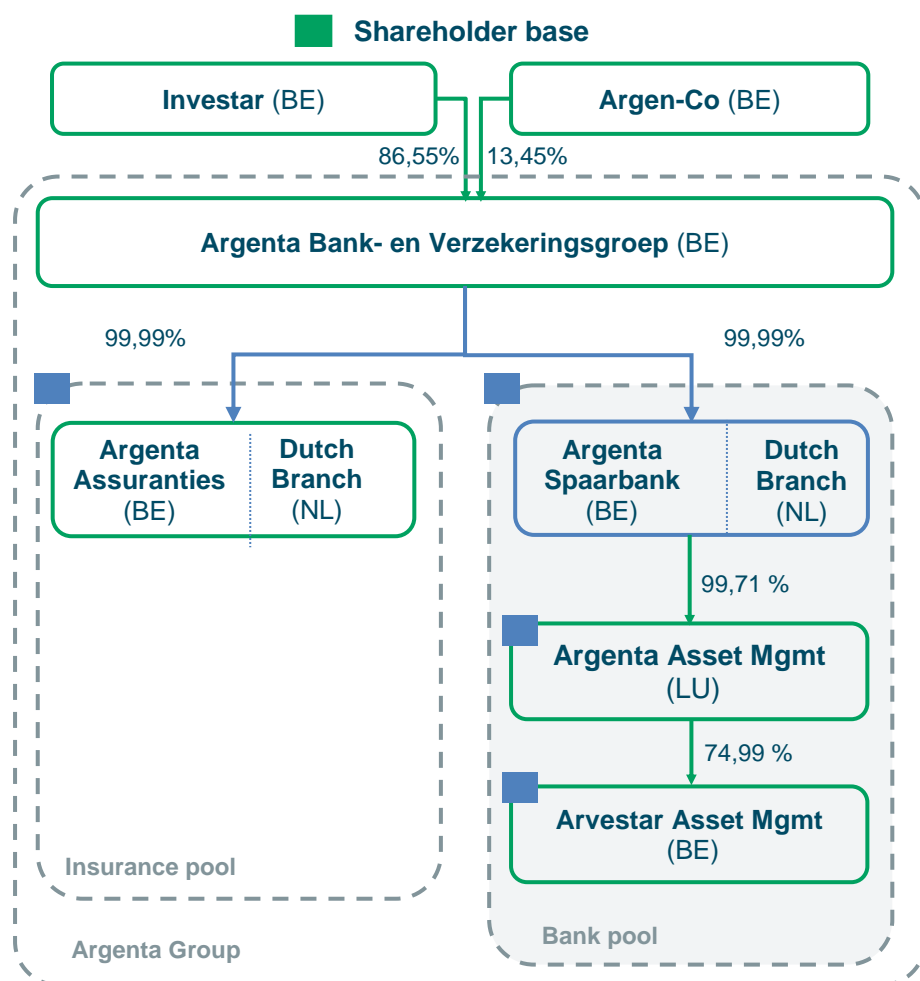 Shareholder base
Investar (BE)
Argen-Co (BE)
86,55%
13,45%
Argenta Bank- en Verzekeringsgroep (BE)
99,99%
99,99%
Argenta
Assuranties
(BE)
Dutch
Branch
(NL)
Argenta
Spaarbank
(BE)
Dutch
Branch
(NL)
99,71 %
Argenta Asset Mgmt
(LU)
74,99 %
Arvestar Asset Mgmt
(BE)
Insurance pool
Bank pool
Argenta Group